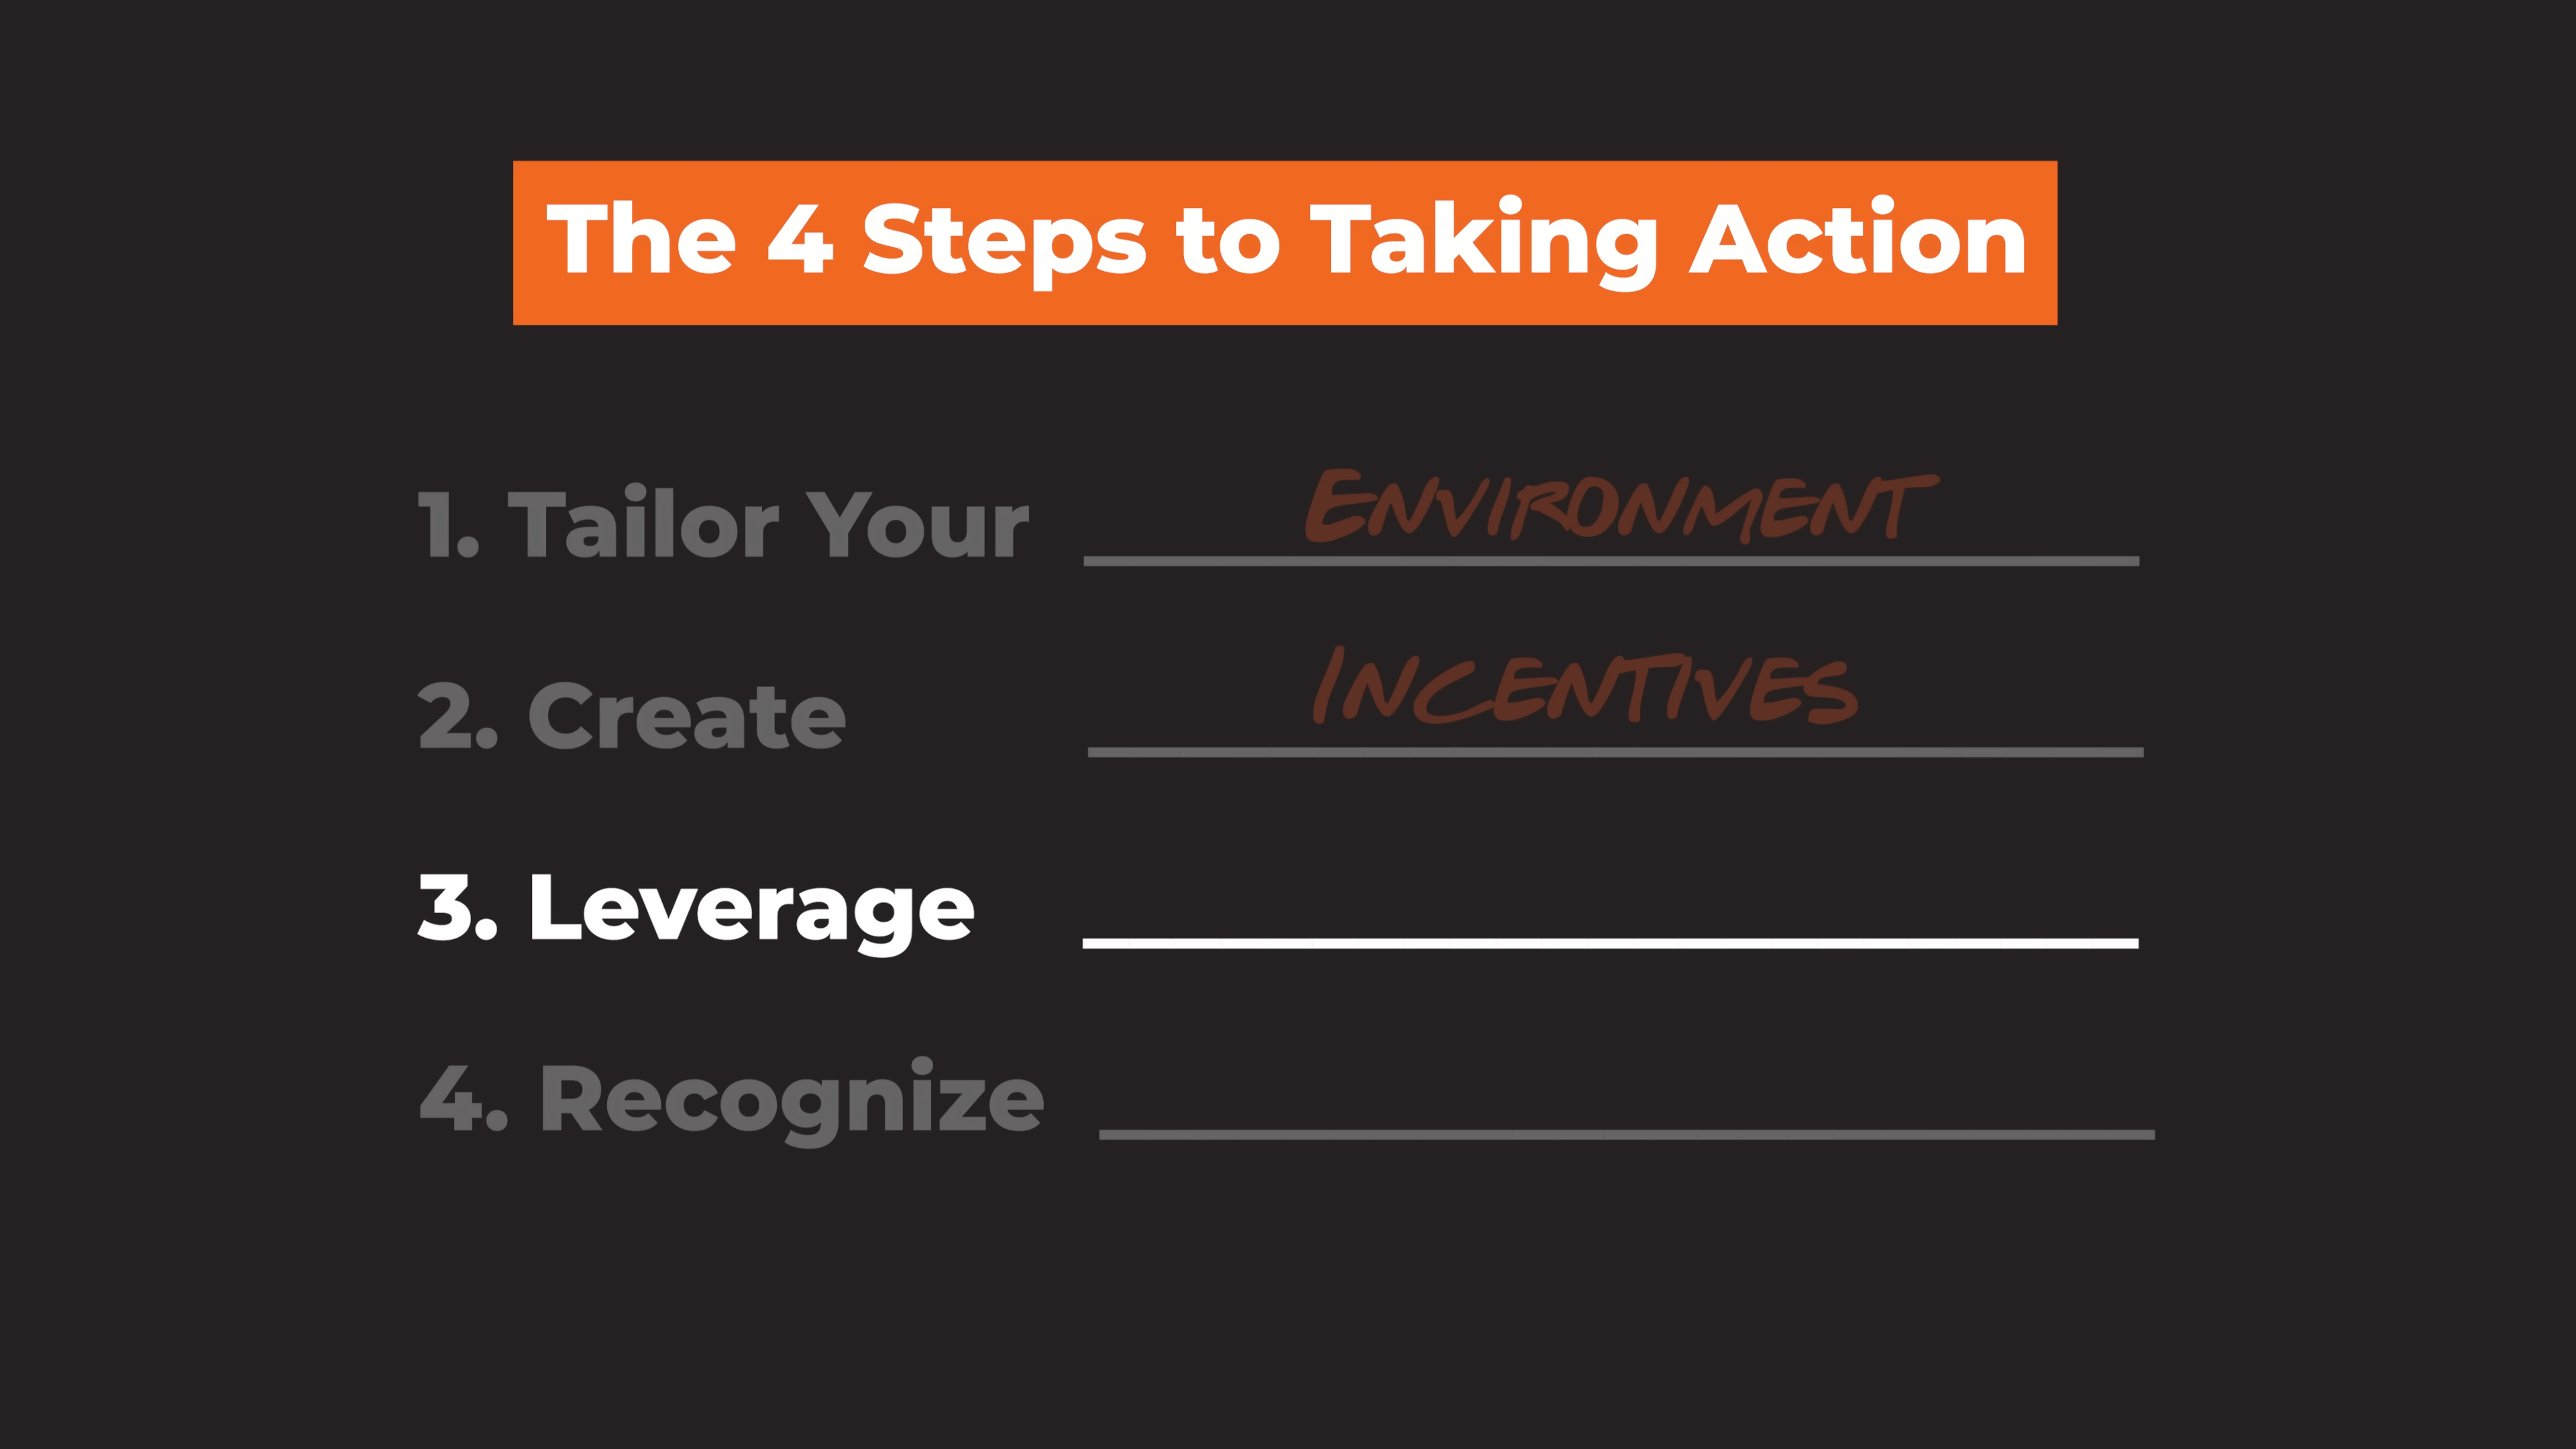 The 4 Steps to Taking Action
1. Tailor Your ENVIRONMENT
2. Create INCENTIVES
3. Leverage
4. Recognize